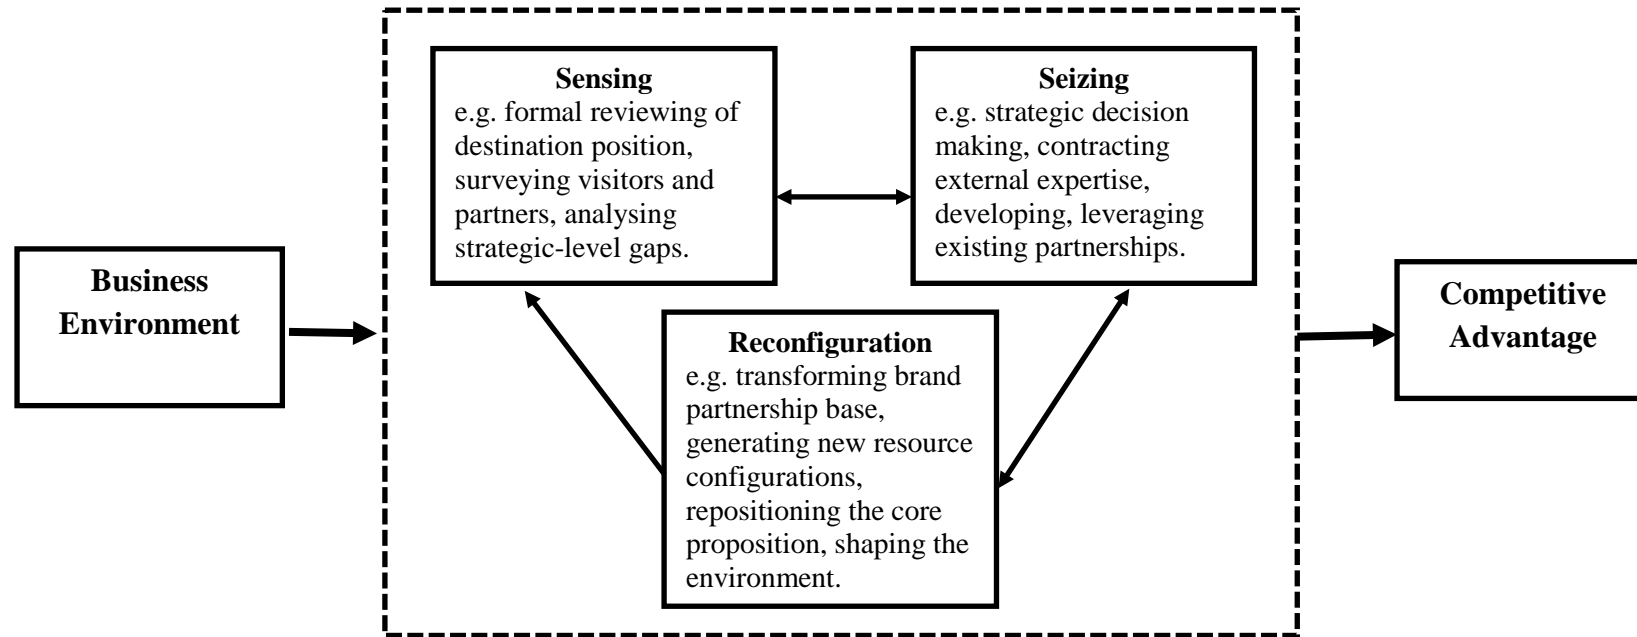 Business
Environment
Sensing
e.g. formal reviewing of
destination position,
surveying visitors and
partners, analysing
strategic-level gaps.
Seizing
e.g. strategic decision
making, contracting
external expertise,
developing, leveraging
existing partnerships.
Reconfiguration
e.g. transforming brand
partnership base,
generating new resource
configurations,
repositioning the core
proposition, shaping the
environment.
Competitive
Advantage